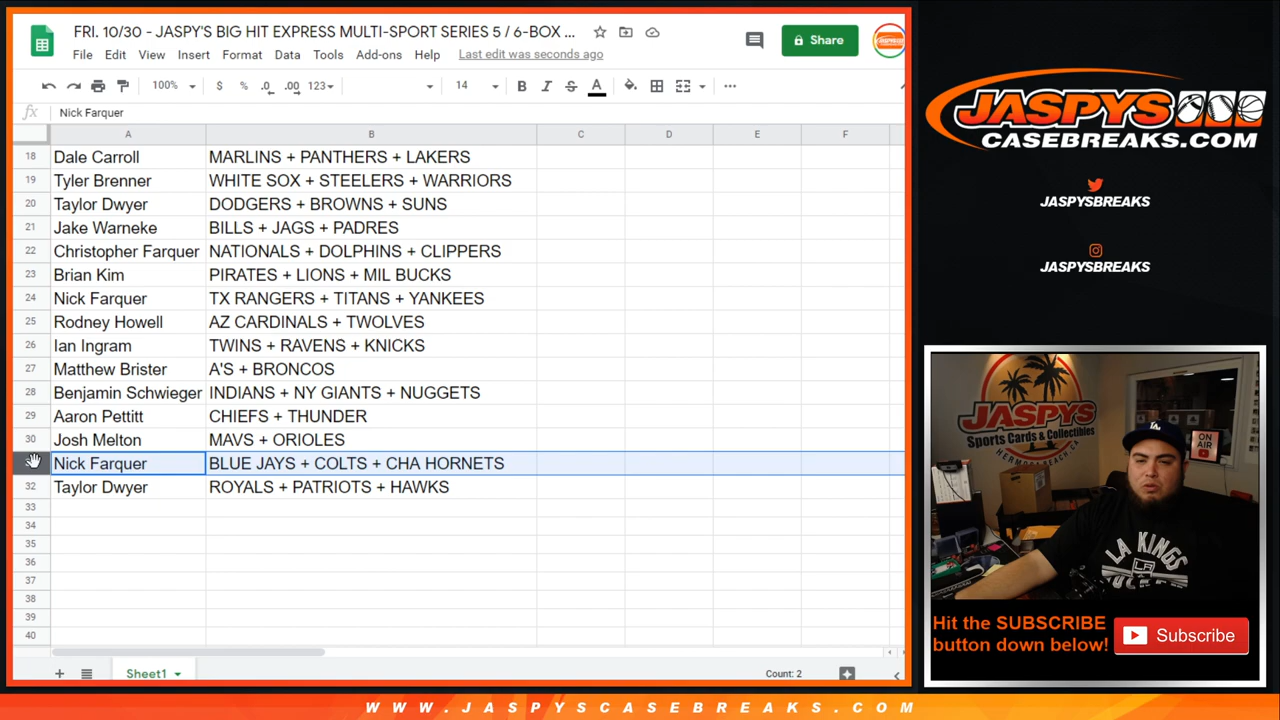 FRI. 10/30 - JASPY'S BIG HIT EXPRESS MULTI-SPORT SERIES 5 / 6-BOX ...
File Edit View Insert Format Data Tools Add-ons Help Last edit was seconds ago
Share
100% $ % .0 .00 123 14 B I S A
fx Nick Farquer
A B C D E F
18 Dale Carroll MARLINS + PANTHERS + LAKERS
19 Tyler Brenner WHITE SOX + STEELERS + WARRIORS
20 Taylor Dwyer DODGERS + BROWNS + SUNS
21 Jake Warneke BILLS + JAGS + PADRES
22 Christopher Farquer NATIONALS + DOLPHINS + CLIPPERS
23 Brian Kim PIRATES + LIONS + MIL BUCKS
24 Nick Farquer TX RANGERS + TITANS + YANKEES
25 Rodney Howell AZ CARDINALS + TWOLVES
26 Ian Ingram TWINS + RAVENS + KNICKS
27 Matthew Brister A'S + BRONCOS
28 Benjamin Schwieger INDIANS + NY GIANTS + NUGGETS
29 Aaron Pettitt CHIEFS + THUNDER
30 Josh Melton MAVS + ORIOLES
Nick Farquer BLUE JAYS + COLTS + CHA HORNETS
32 Taylor Dwyer ROYALS + PATRIOTS + HAWKS
33
34
35
36
37
38
39
40
Sheet1 Count: 2
JASPYS
CASEBREAKS.COM
JASPYSBREAKS
JASPYSBREAKS
JASPYS
Sports Cards & Collectibles
HERMOSA BEACH, CA
ON AIR
LA KINGS
LA
Hit the SUBSCRIBE
button down below!
Subscribe
WWW.JASPYSCASEBREAKS.COM